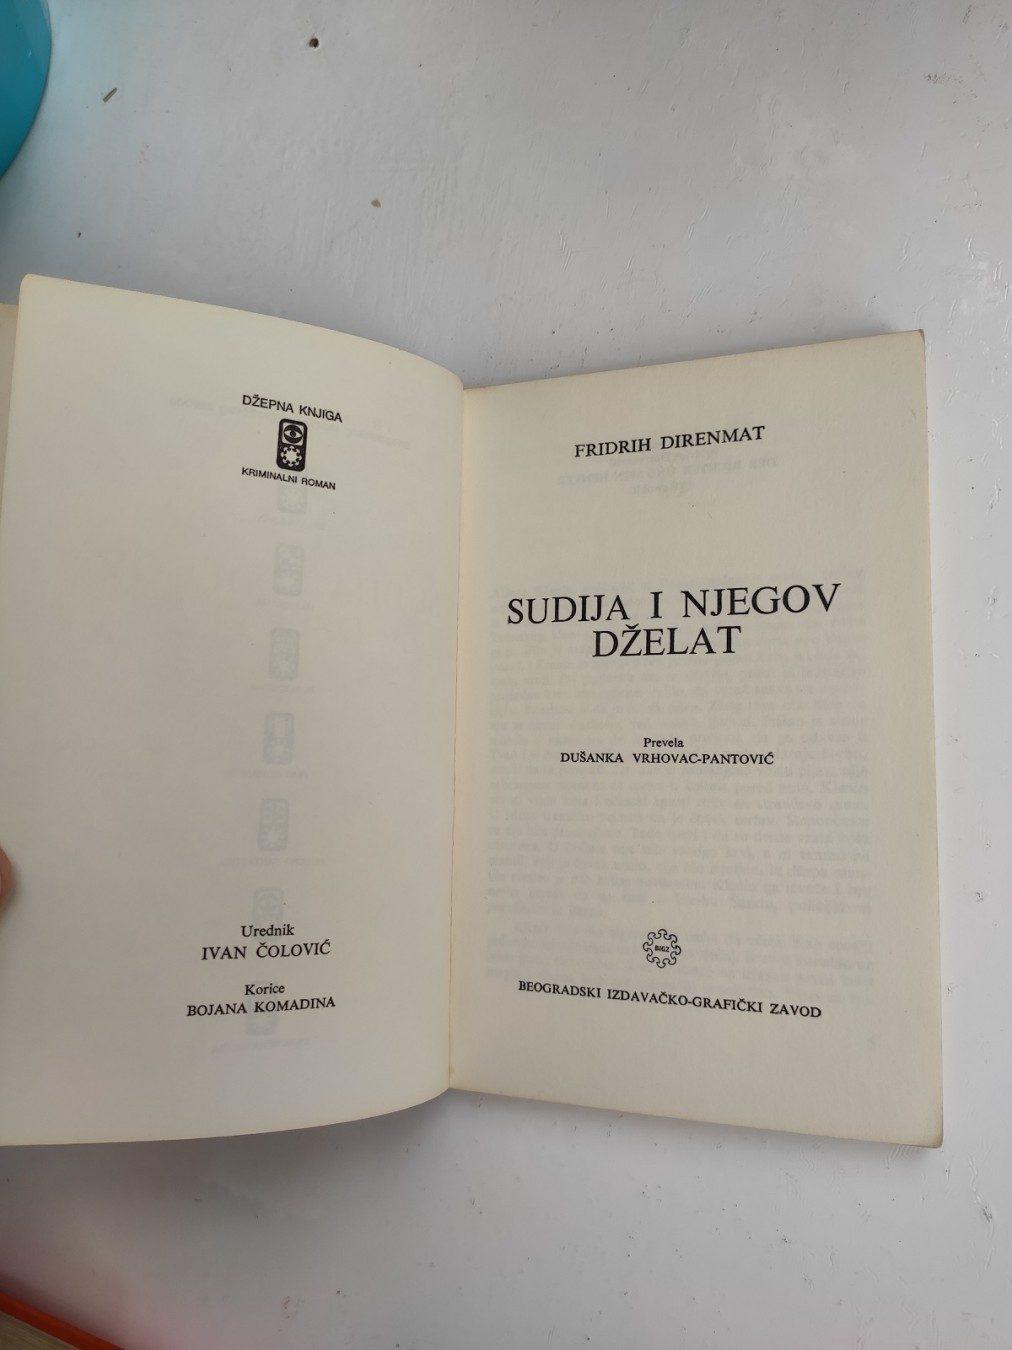 DŽEPNA KNJIGA
KRIMINALNI ROMAN
Urednik
IVAN ČOLOVIĆ
Korice
BOJANA KOMADINA
FRIDRIH DIRENMAT
SUDIJA I NJEGOV
DŽELAT
Prevela
DUŠANKA VRHOVAC-PANTOVIĆ
BIGZ
BEOGRADSKI IZDAVAČKO-GRAFIČKI ZAVOD